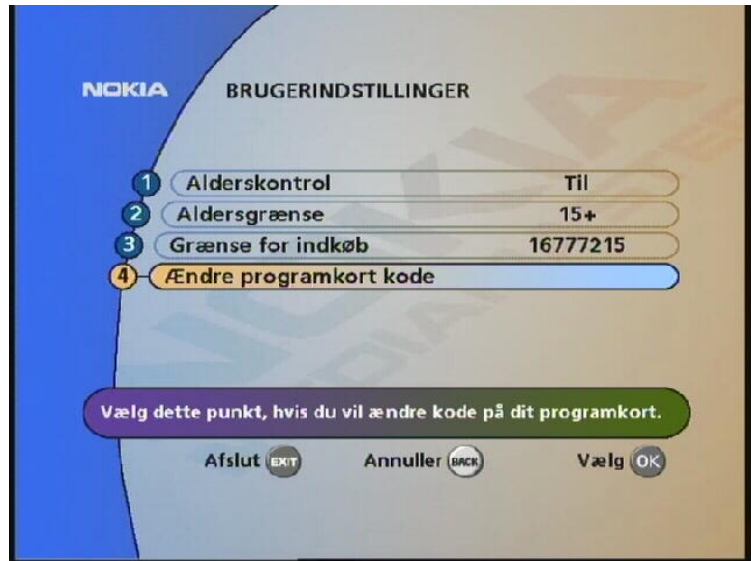 NOKIA BRUGERINDSTILLINGER
1 Alderskontrol Til
2 Aldersgrænse 15+
3 Grænse for indkøb 16777215
4 Ændre programkort kode
NOKIA
Vælg dette punkt, hvis du vil ændre kode på dit programkort.
Afslut EXIT Annuller BACK Vælg OK